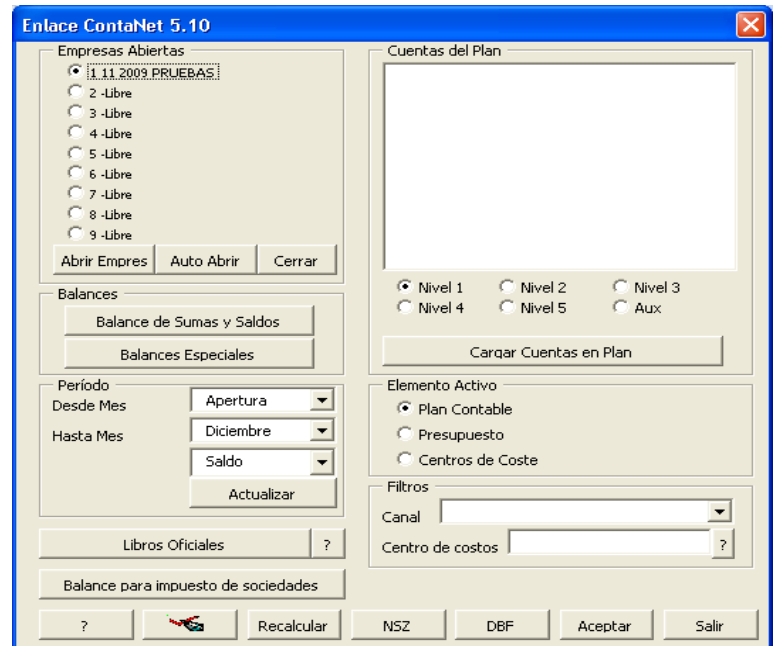 Enlace ContaNet 5.10
Empresas Abiertas
1 11 2009 PRUEBAS
2 -Libre
3 -Libre
4 -Libre
5 -Libre
6 -Libre
7 -Libre
8 -Libre
9 -Libre
Abrir Empres Auto Abrir Cerrar
Balances
Balance de Sumas y Saldos
Balances Especiales
Período
Desde Mes Apertura
Hasta Mes Diciembre
Saldo
Actualizar
Libros Oficiales ?
Balance para impuesto de sociedades
Cuentas del Plan
Nivel 1 Nivel 2 Nivel 3
Nivel 4 Nivel 5 Aux
Cargar Cuentas en Plan
Elemento Activo
Plan Contable
Presupuesto
Centros de Coste
Filtros
Canal
Centro de costos ?
? Recalcular NSZ DBF Aceptar Salir